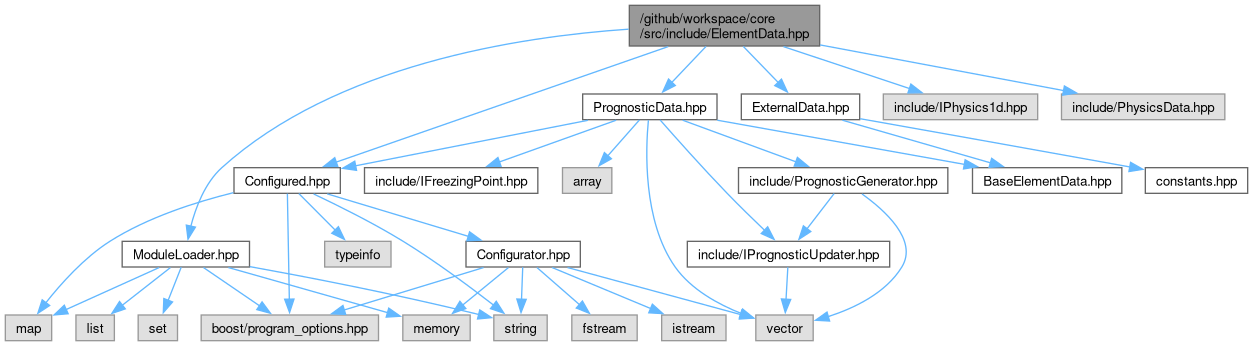 /github/workspace/core
/src/include/ElementData.hpp
PrognosticData.hpp
ExternalData.hpp
include/IPhysics1d.hpp
include/PhysicsData.hpp
Configured.hpp
include/IFreezingPoint.hpp
array
include/PrognosticGenerator.hpp
BaseElementData.hpp
constants.hpp
ModuleLoader.hpp
typeinfo
Configurator.hpp
include/IPrognosticUpdater.hpp
map
list
set
boost/program_options.hpp
memory
string
fstream
istream
vector